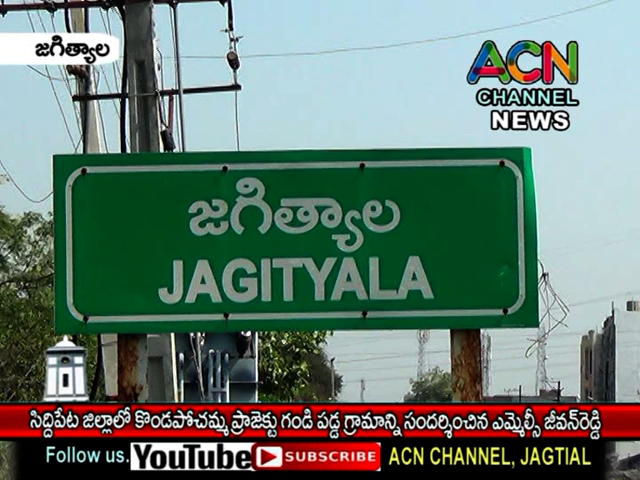 జగిత్యాల
ACN
CHANNEL
NEWS
జగిత్యాల
JAGITYALA
సిద్దిపేట జిల్లాలో కొండపోచమ్మ ప్రాజెక్టు గండి పడ్డ గ్రామాన్ని సందర్శించిన ఎమ్మెల్సీ జీవన్‌రెడ్డి
Follow us. YouTube SUBSCRIBE ACN CHANNEL, JAGTIAL